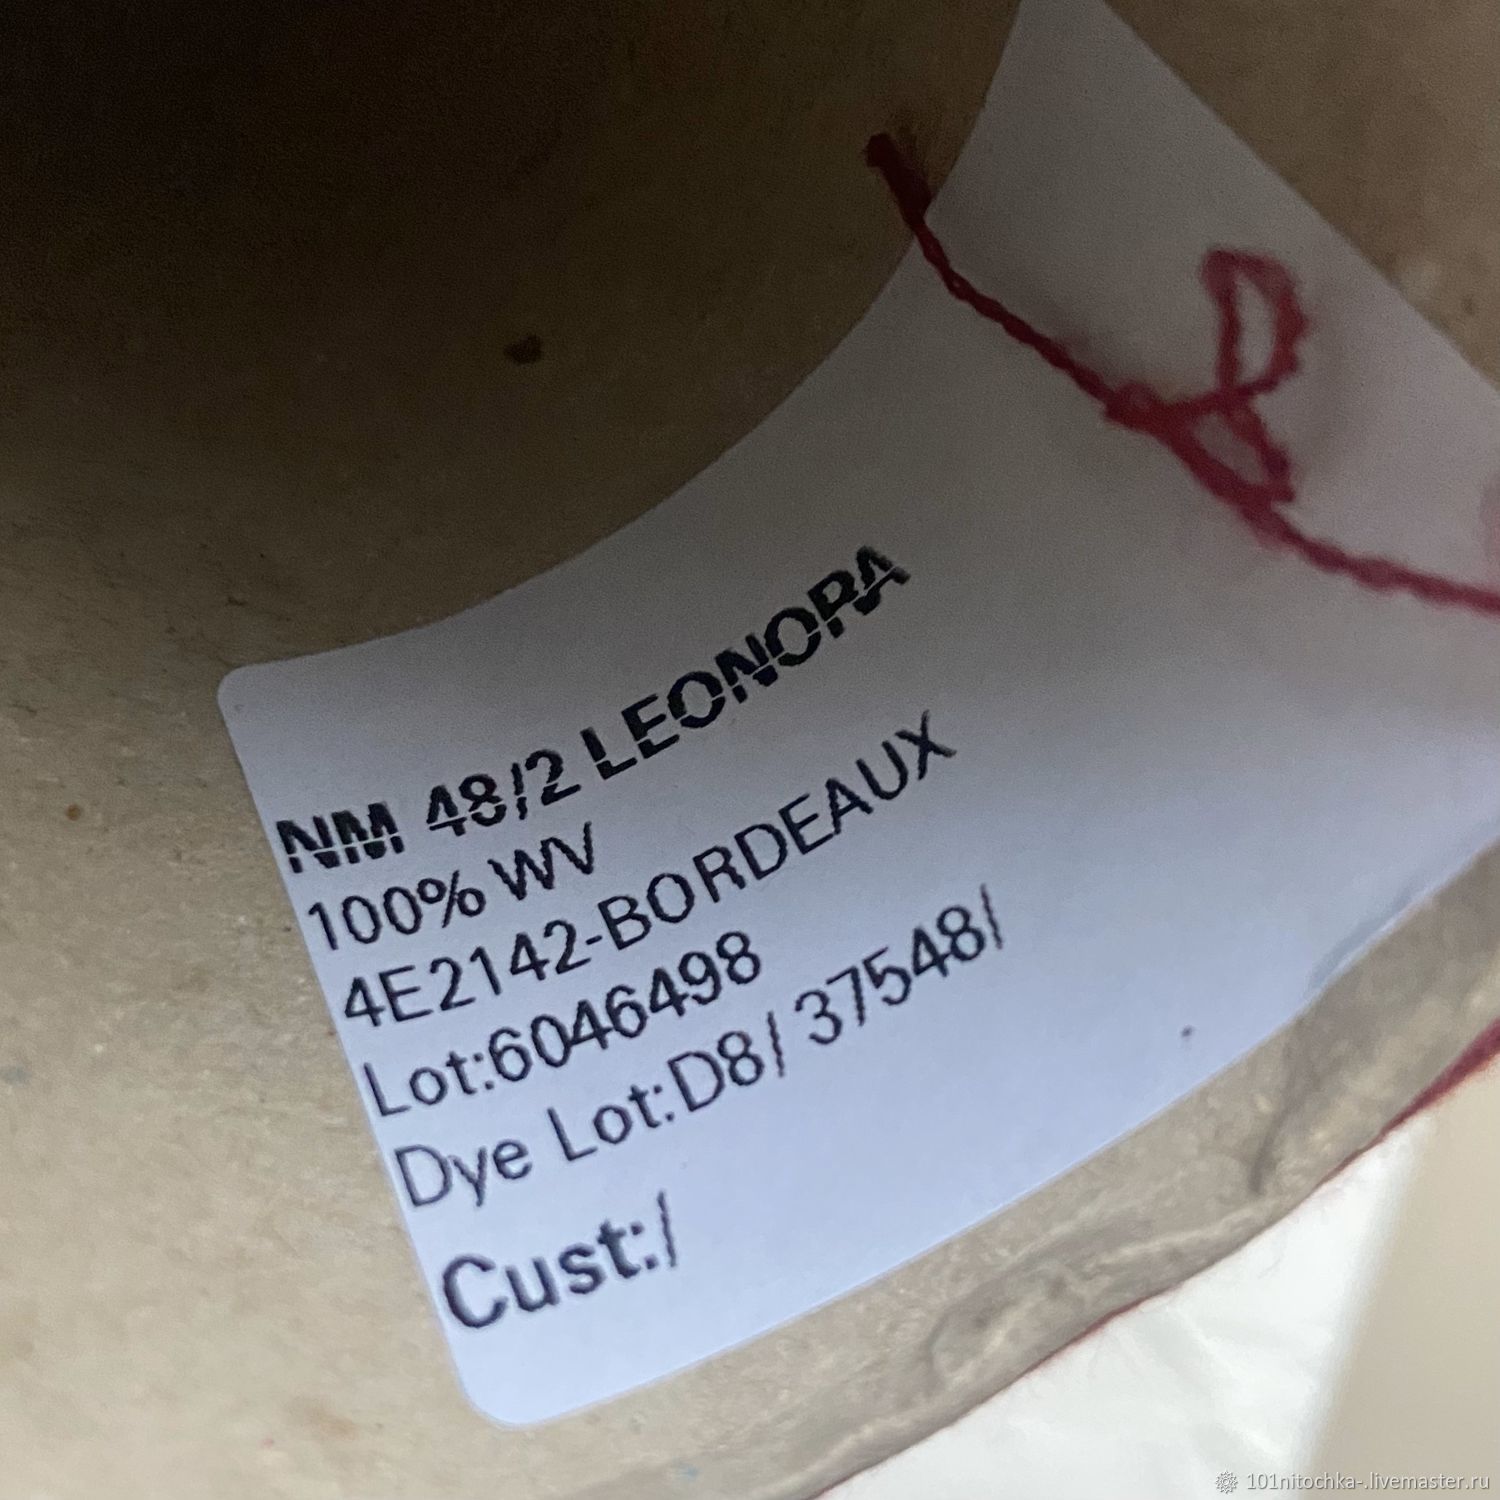 NM 48/2 LEONORA
100% WV
4E2142-BORDEAUX
Lot:6046498
Dye Lot:D8/ 37548/
Cust:/
101nitochka-.livemaster.ru